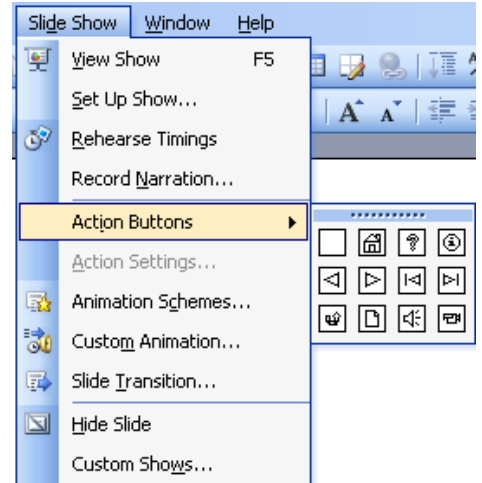 Slide Show Window Help
View Show F5
Set Up Show...
Rehearse Timings
Record Narration...
Action Buttons
Action Settings...
Animation Schemes...
Custom Animation...
Slide Transition...
Hide Slide
Custom Shows...